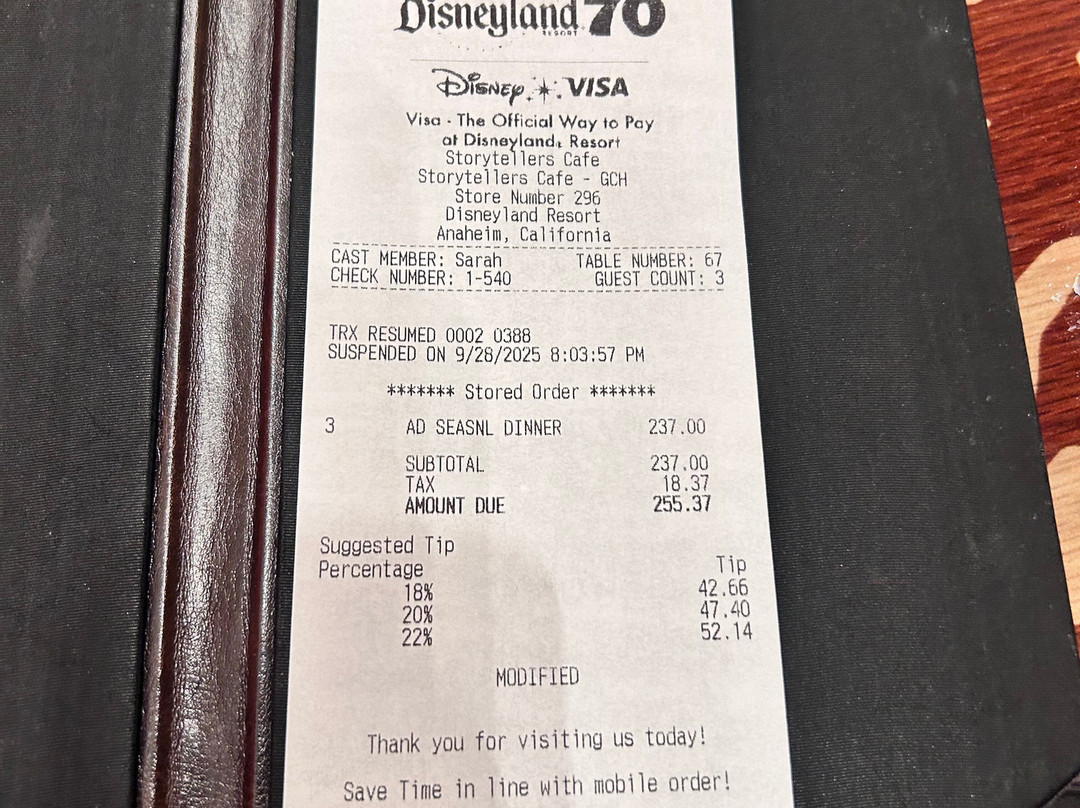 Disneyland 70
RESORT
Disney VISA
Visa - The Official Way to Pay
at Disneyland® Resort
Storytellers Cafe
Storytellers Cafe - GCH
Store Number 296
Disneyland Resort
Anaheim, California
CAST MEMBER: Sarah TABLE NUMBER: 67
CHECK NUMBER: 1-540 GUEST COUNT: 3
TRX RESUMED 0002 0388
SUSPENDED ON 9/28/2025 8:03:57 PM
******* Stored Order *******
3 AD SEASNL DINNER 237.00
SUBTOTAL 237.00
TAX 18.37
AMOUNT DUE 255.37
Suggested Tip
Percentage Tip
18% 42.66
20% 47.40
22% 52.14
MODIFIED
Thank you for visiting us today!
Save Time in line with mobile order!